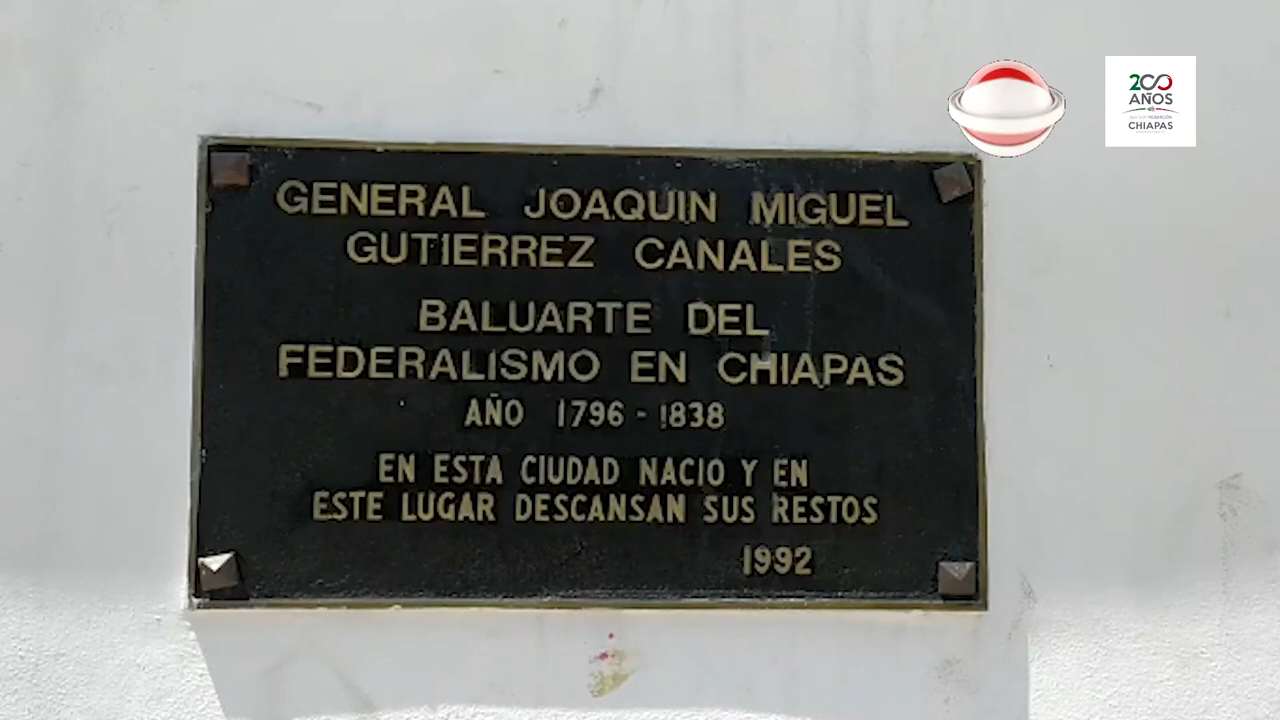 GENERAL JOAQUIN MIGUEL
GUTIERREZ CANALES
BALUARTE DEL
FEDERALISMO EN CHIAPAS
AÑO 1796 - 1838
EN ESTA CIUDAD NACIO Y EN
ESTE LUGAR DESCANSAN SUS RESTOS
1992
200
AÑOS
CHIAPAS